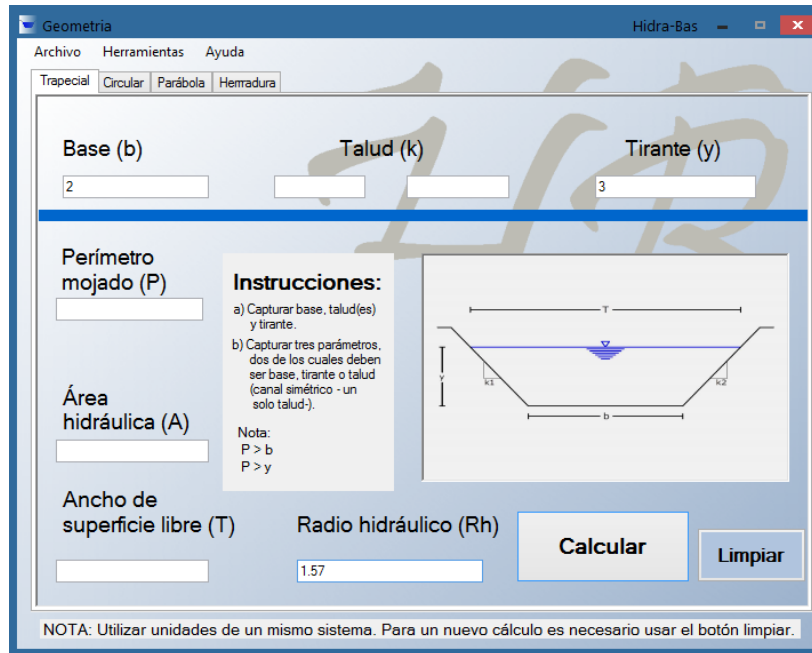 Geometria
Hidra-Bas
Archivo Herramientas Ayuda
Trapecial Circular Parábola Herrradura
HR
Base (b) Talud (k) Tirante (y)
2 3
Perímetro
mojado (P)
Instrucciones:
a) Capturar base, talud(es)
y tirante.
b) Capturar tres parámetros,
dos de los cuales deben
ser base, tirante o talud
(canal simétrico - un
solo talud-).
Nota:
P > b
P > y
T
y
k1
k2
b
Área
hidráulica (A)
Ancho de
superficie libre (T)
Radio hidráulico (Rh)
1.57
Calcular
Limpiar
NOTA: Utilizar unidades de un mismo sistema. Para un nuevo cálculo es necesario usar el botón limpiar.